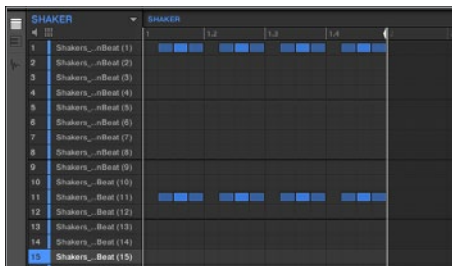 SHAKER SHAKER
1 1.2 1.3 1.4 2
1 Shakers_...nBeat (1)
2 Shakers_...nBeat (2)
3 Shakers_...nBeat (3)
4 Shakers_...nBeat (4)
5 Shakers_...nBeat (5)
6 Shakers_...nBeat (6)
7 Shakers_...nBeat (7)
8 Shakers_...nBeat (8)
9 Shakers_...nBeat (9)
10 Shakers_...Beat (10)
11 Shakers_...Beat (11)
12 Shakers_...Beat (12)
13 Shakers_...Beat (13)
14 Shakers_...Beat (14)
15 Shakers_...Beat (15)